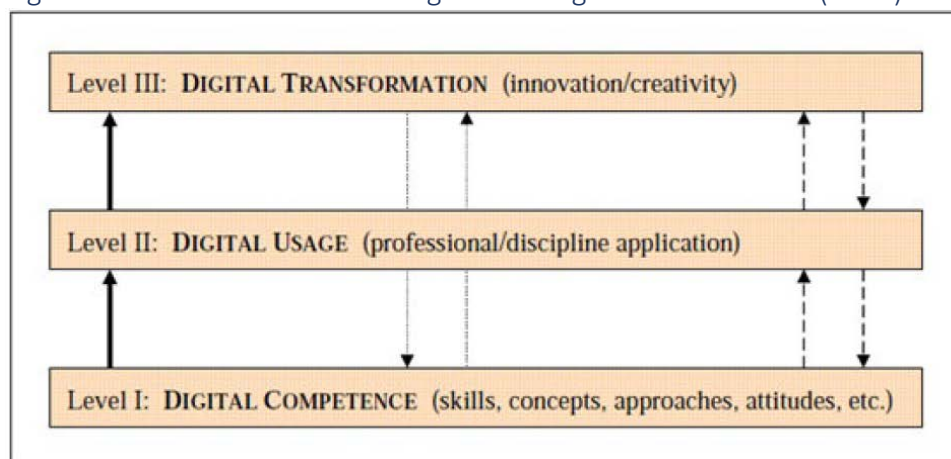 Level III: DIGITAL TRANSFORMATION (innovation/creativity)
Level II: DIGITAL USAGE (professional/discipline application)
Level I: DIGITAL COMPETENCE (skills, concepts, approaches, attitudes, etc.)